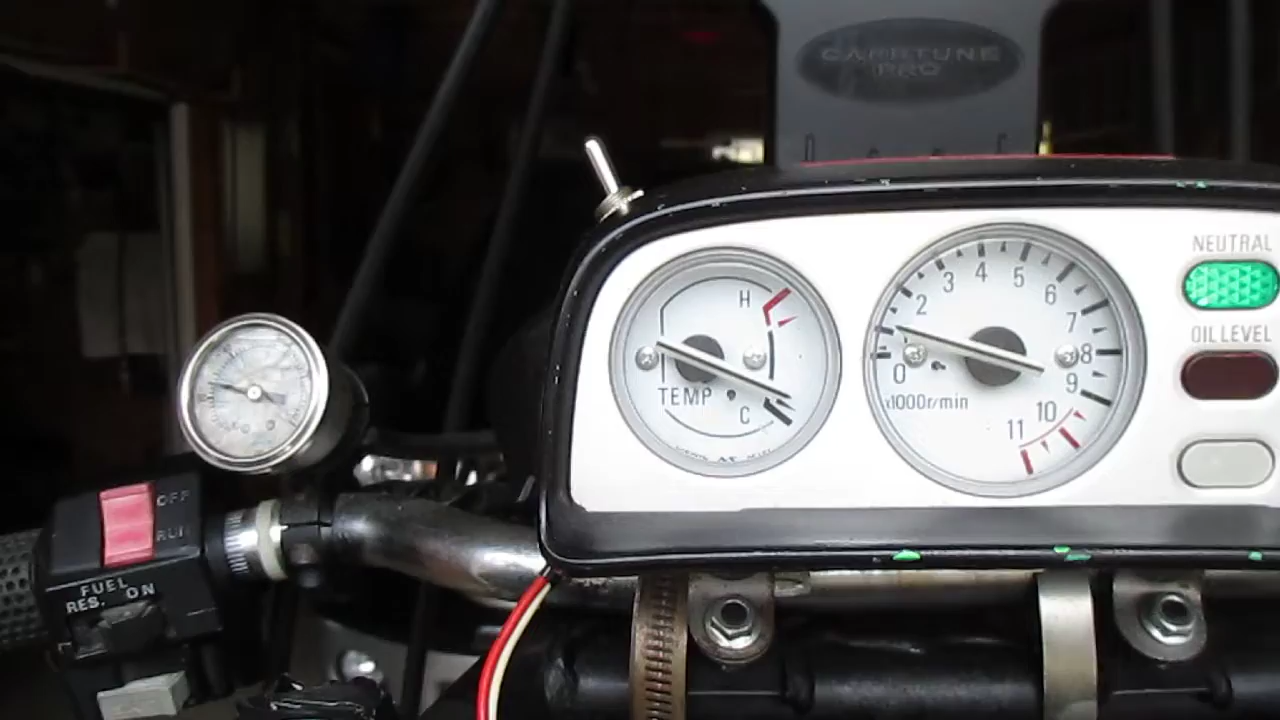 CARBTUNE
PRO
NEUTRAL
OIL LEVEL
H
TEMP
C
0
2
3
4
5
6
7
8
9
10
11
x1000r/min
OFF
RUN
FUEL
RES. ON